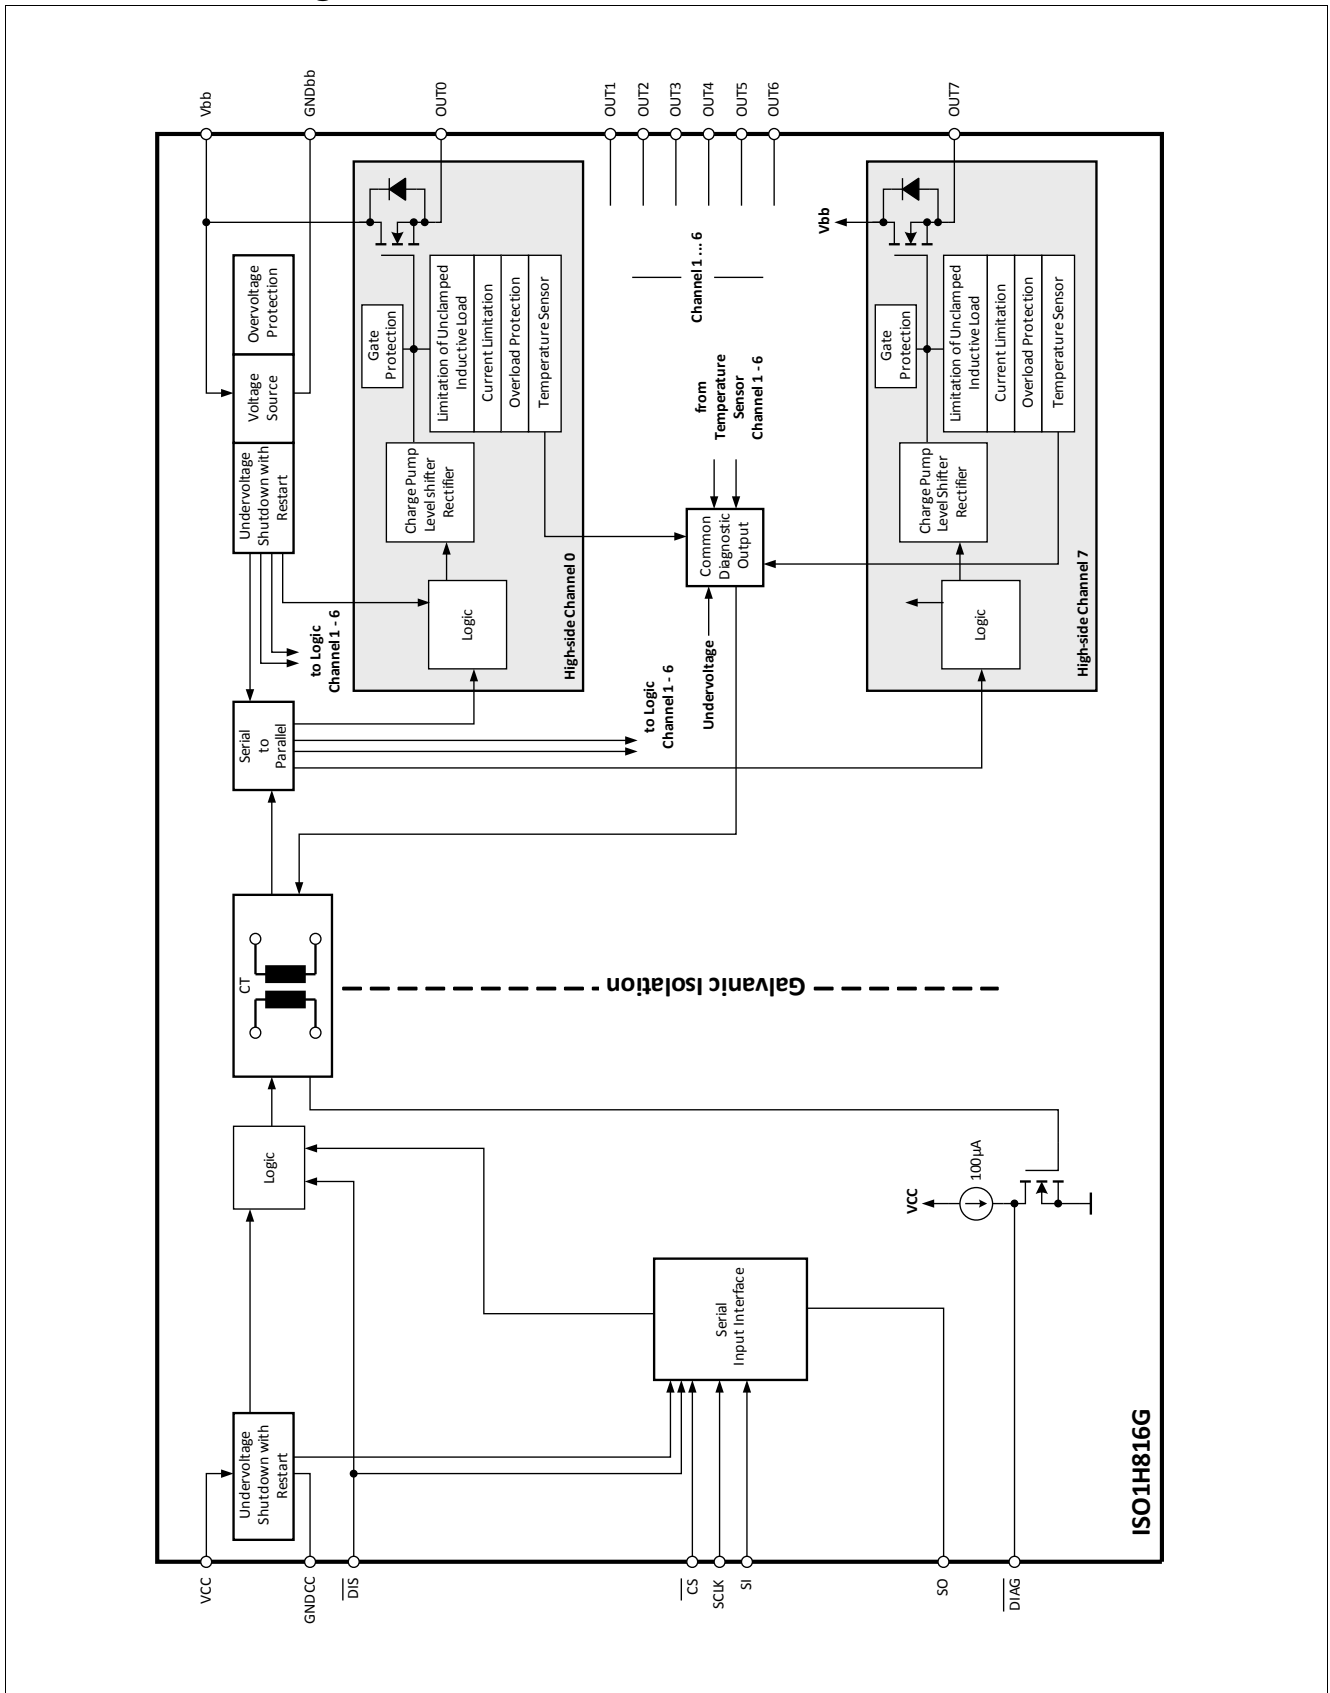 VCC
GNDCC
DIS
CS
SCLK
SI
SO
DIAG
Undervoltage
Shutdown with
Restart
Logic
Serial
Input Interface
VCC
100µA
CT
Galvanic Isolation
Serial
to
Parallel
Undervoltage
Shutdown with
Restart
Voltage
Source
Overvoltage
Protection
Vbb
GNDbb
to Logic
Channel 1 - 6
Logic
Charge Pump
Level shifter
Rectifier
Gate
Protection
Limitation of Unclamped
Inductive Load
Current Limitation
Overload Protection
Temperature Sensor
High-side Channel 0
OUT0
OUT1
OUT2
OUT3
OUT4
OUT5
OUT6
Channel 1 ... 6
to Logic
Channel 1 - 6
Undervoltage
Common
Diagnostic
Output
from
Temperature
Sensor
Channel 1 - 6
Vbb
Logic
Charge Pump
Level Shifter
Rectifier
Gate
Protection
Limitation of Unclamped
Inductive Load
Current Limitation
Overload Protection
Temperature Sensor
High-side Channel 7
OUT7
ISO1H816G